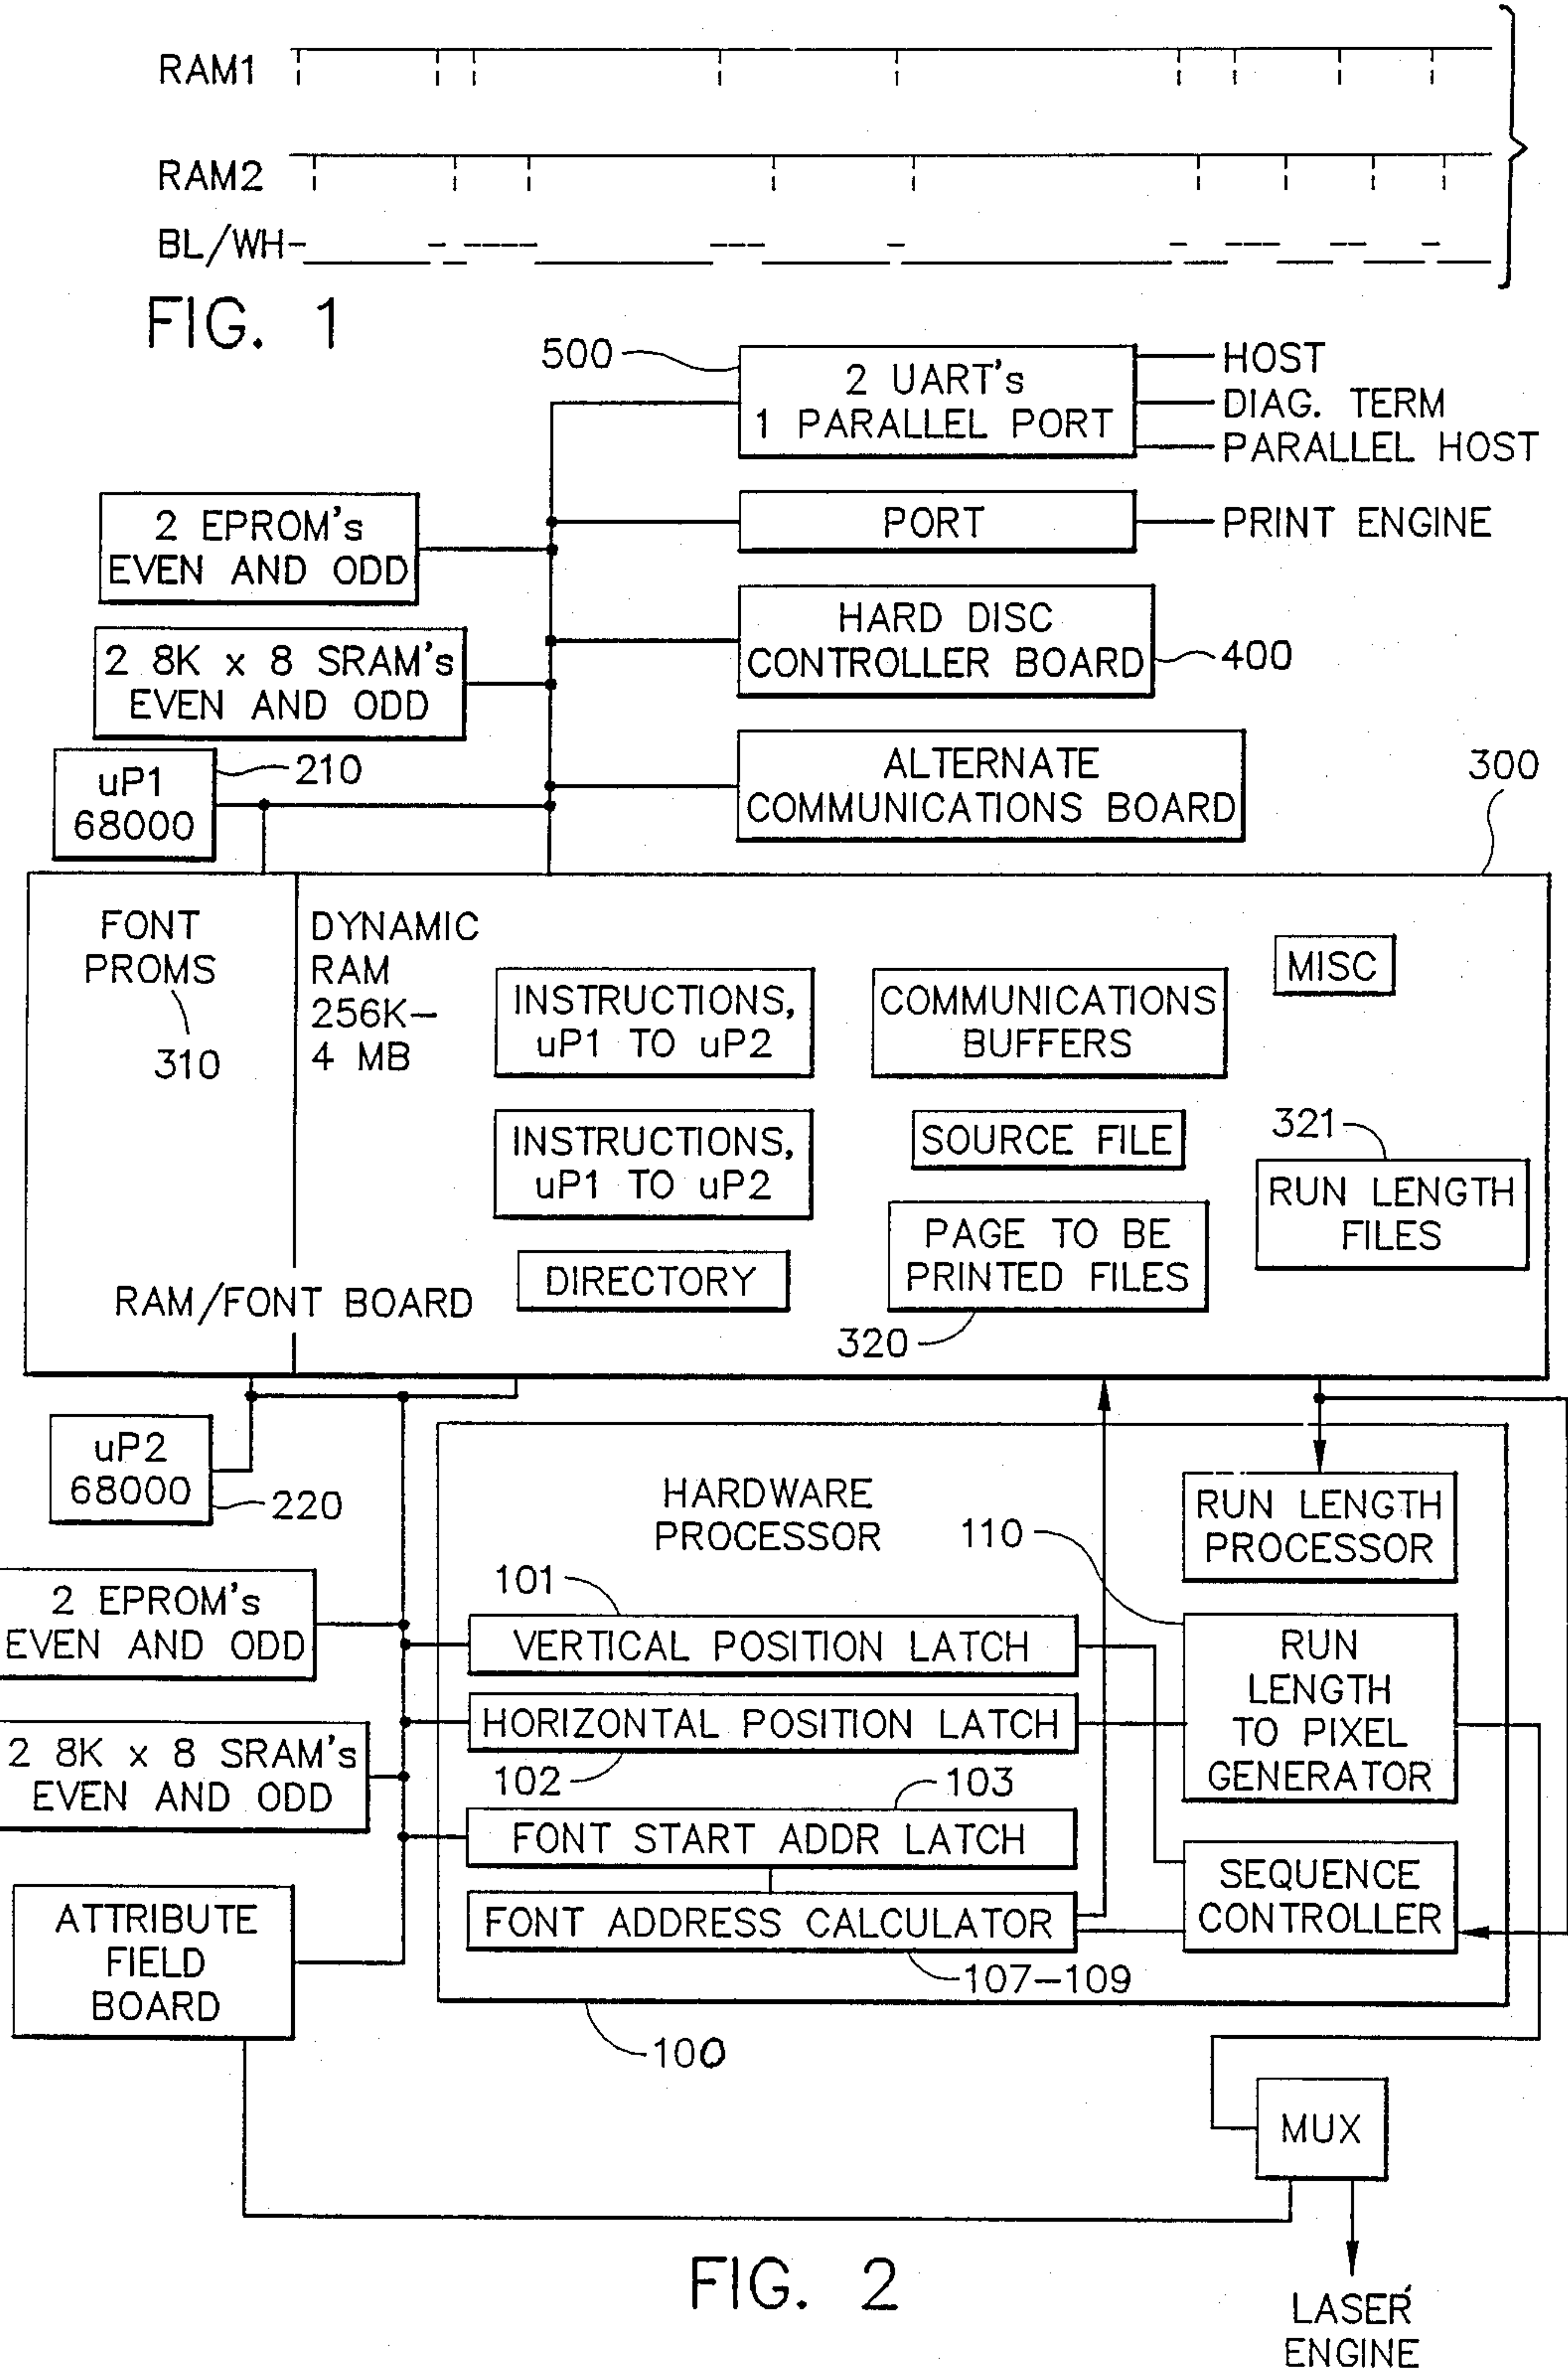 RAM1
RAM2
BL/WH
FIG. 1
500
2 UART's
1 PARALLEL PORT
HOST
DIAG. TERM
PARALLEL HOST
2 EPROM's
EVEN AND ODD
PORT
PRINT ENGINE
HARD DISC
CONTROLLER BOARD
400
2 8K x 8 SRAM's
EVEN AND ODD
uP1
68000
210
ALTERNATE
COMMUNICATIONS BOARD
300
FONT
PROMS
310
DYNAMIC
RAM
256K-
4 MB
INSTRUCTIONS,
uP1 TO uP2
COMMUNICATIONS
BUFFERS
MISC
INSTRUCTIONS,
uP1 TO uP2
SOURCE FILE
321
RUN LENGTH
FILES
DIRECTORY
PAGE TO BE
PRINTED FILES
320
RAM/FONT BOARD
uP2
68000
220
HARDWARE
PROCESSOR
110
RUN LENGTH
PROCESSOR
2 EPROM's
EVEN AND ODD
101
VERTICAL POSITION LATCH
HORIZONTAL POSITION LATCH
102
RUN
LENGTH
TO PIXEL
GENERATOR
2 8K x 8 SRAM's
EVEN AND ODD
103
FONT START ADDR LATCH
FONT ADDRESS CALCULATOR
107-109
SEQUENCE
CONTROLLER
ATTRIBUTE
FIELD
BOARD
100
MUX
FIG. 2
LASER
ENGINE